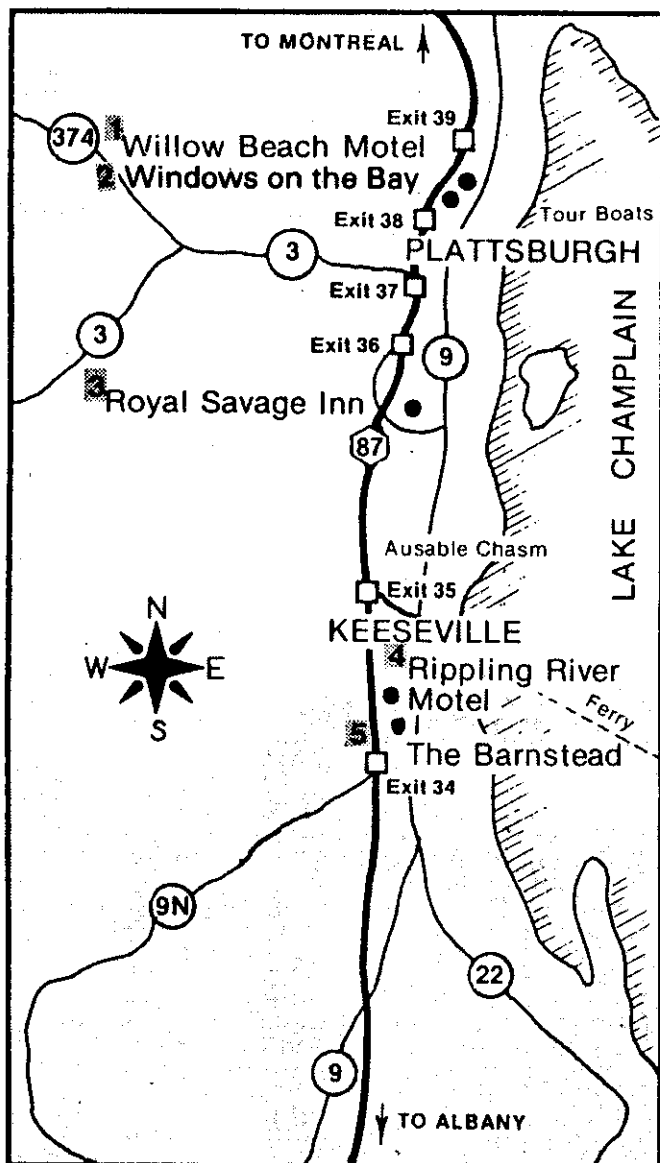 TO MONTREAL
Exit 39
374
1 Willow Beach Motel
2 Windows on the Bay
Exit 38
Tour Boats
PLATTSBURGH
3
Exit 37
3
Exit 36
9
3 Royal Savage Inn
87
LAKE CHAMPLAIN
Ausable Chasm
Exit 35
KEESEVILLE
N
W E
S
4 Rippling River
Motel
Ferry
5
The Barnstead
Exit 34
9N
22
9
TO ALBANY